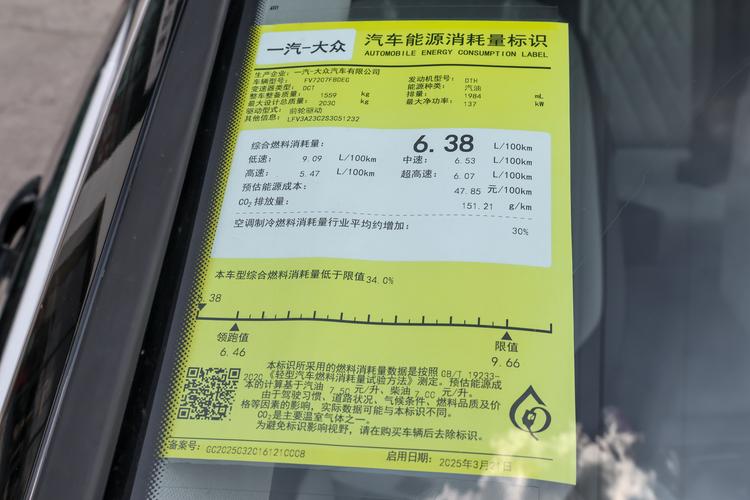 一汽-大众
汽车能源消耗量标识
AUTOMOBILE ENERGY CONSUMPTION LABEL
生产企业: 一汽-大众汽车有限公司
车辆型号: FV7207FBDEG 发动机型号: DTH
变速器类型: DCT 能源种类: 汽油
整车整备质量: 1559 kg 排量: 1984 mL
最大设计总质量: 2030 kg 最大净功率: 137 kW
驱动型式: 前轮驱动
其他信息: LFV3A23C2S3051232
综合燃料消耗量: 6.38 L/100km
低速: 9.09 L/100km 中速: 6.53 L/100km
高速: 5.47 L/100km 超高速: 6.07 L/100km
预估能源成本: 47.85 元/100km
CO2 排放量: 151.21 g/km
空调制冷燃料消耗量行业平均约增加: 30%
本车型综合燃料消耗量低于限值 34.0%
6.38
领跑值 限值
6.46 9.66
本标识所采用的燃料消耗量数据是按照 GB/T 19233-
2020《轻型汽车燃料消耗量试验方法》测定。预估能源成
本的计算基于汽油 7.50 元/升、柴油 7.00 元/升。
由于驾驶习惯、道路状况、气候条件、燃料品质及价
格等因素的影响,实际数据可能与本标识不同。
CO2是主要温室气体之一。
为避免标识影响视野,请在购买车辆后去除标识。
备案号: GC2025032016121CCC8 启用日期: 2025年3月21日